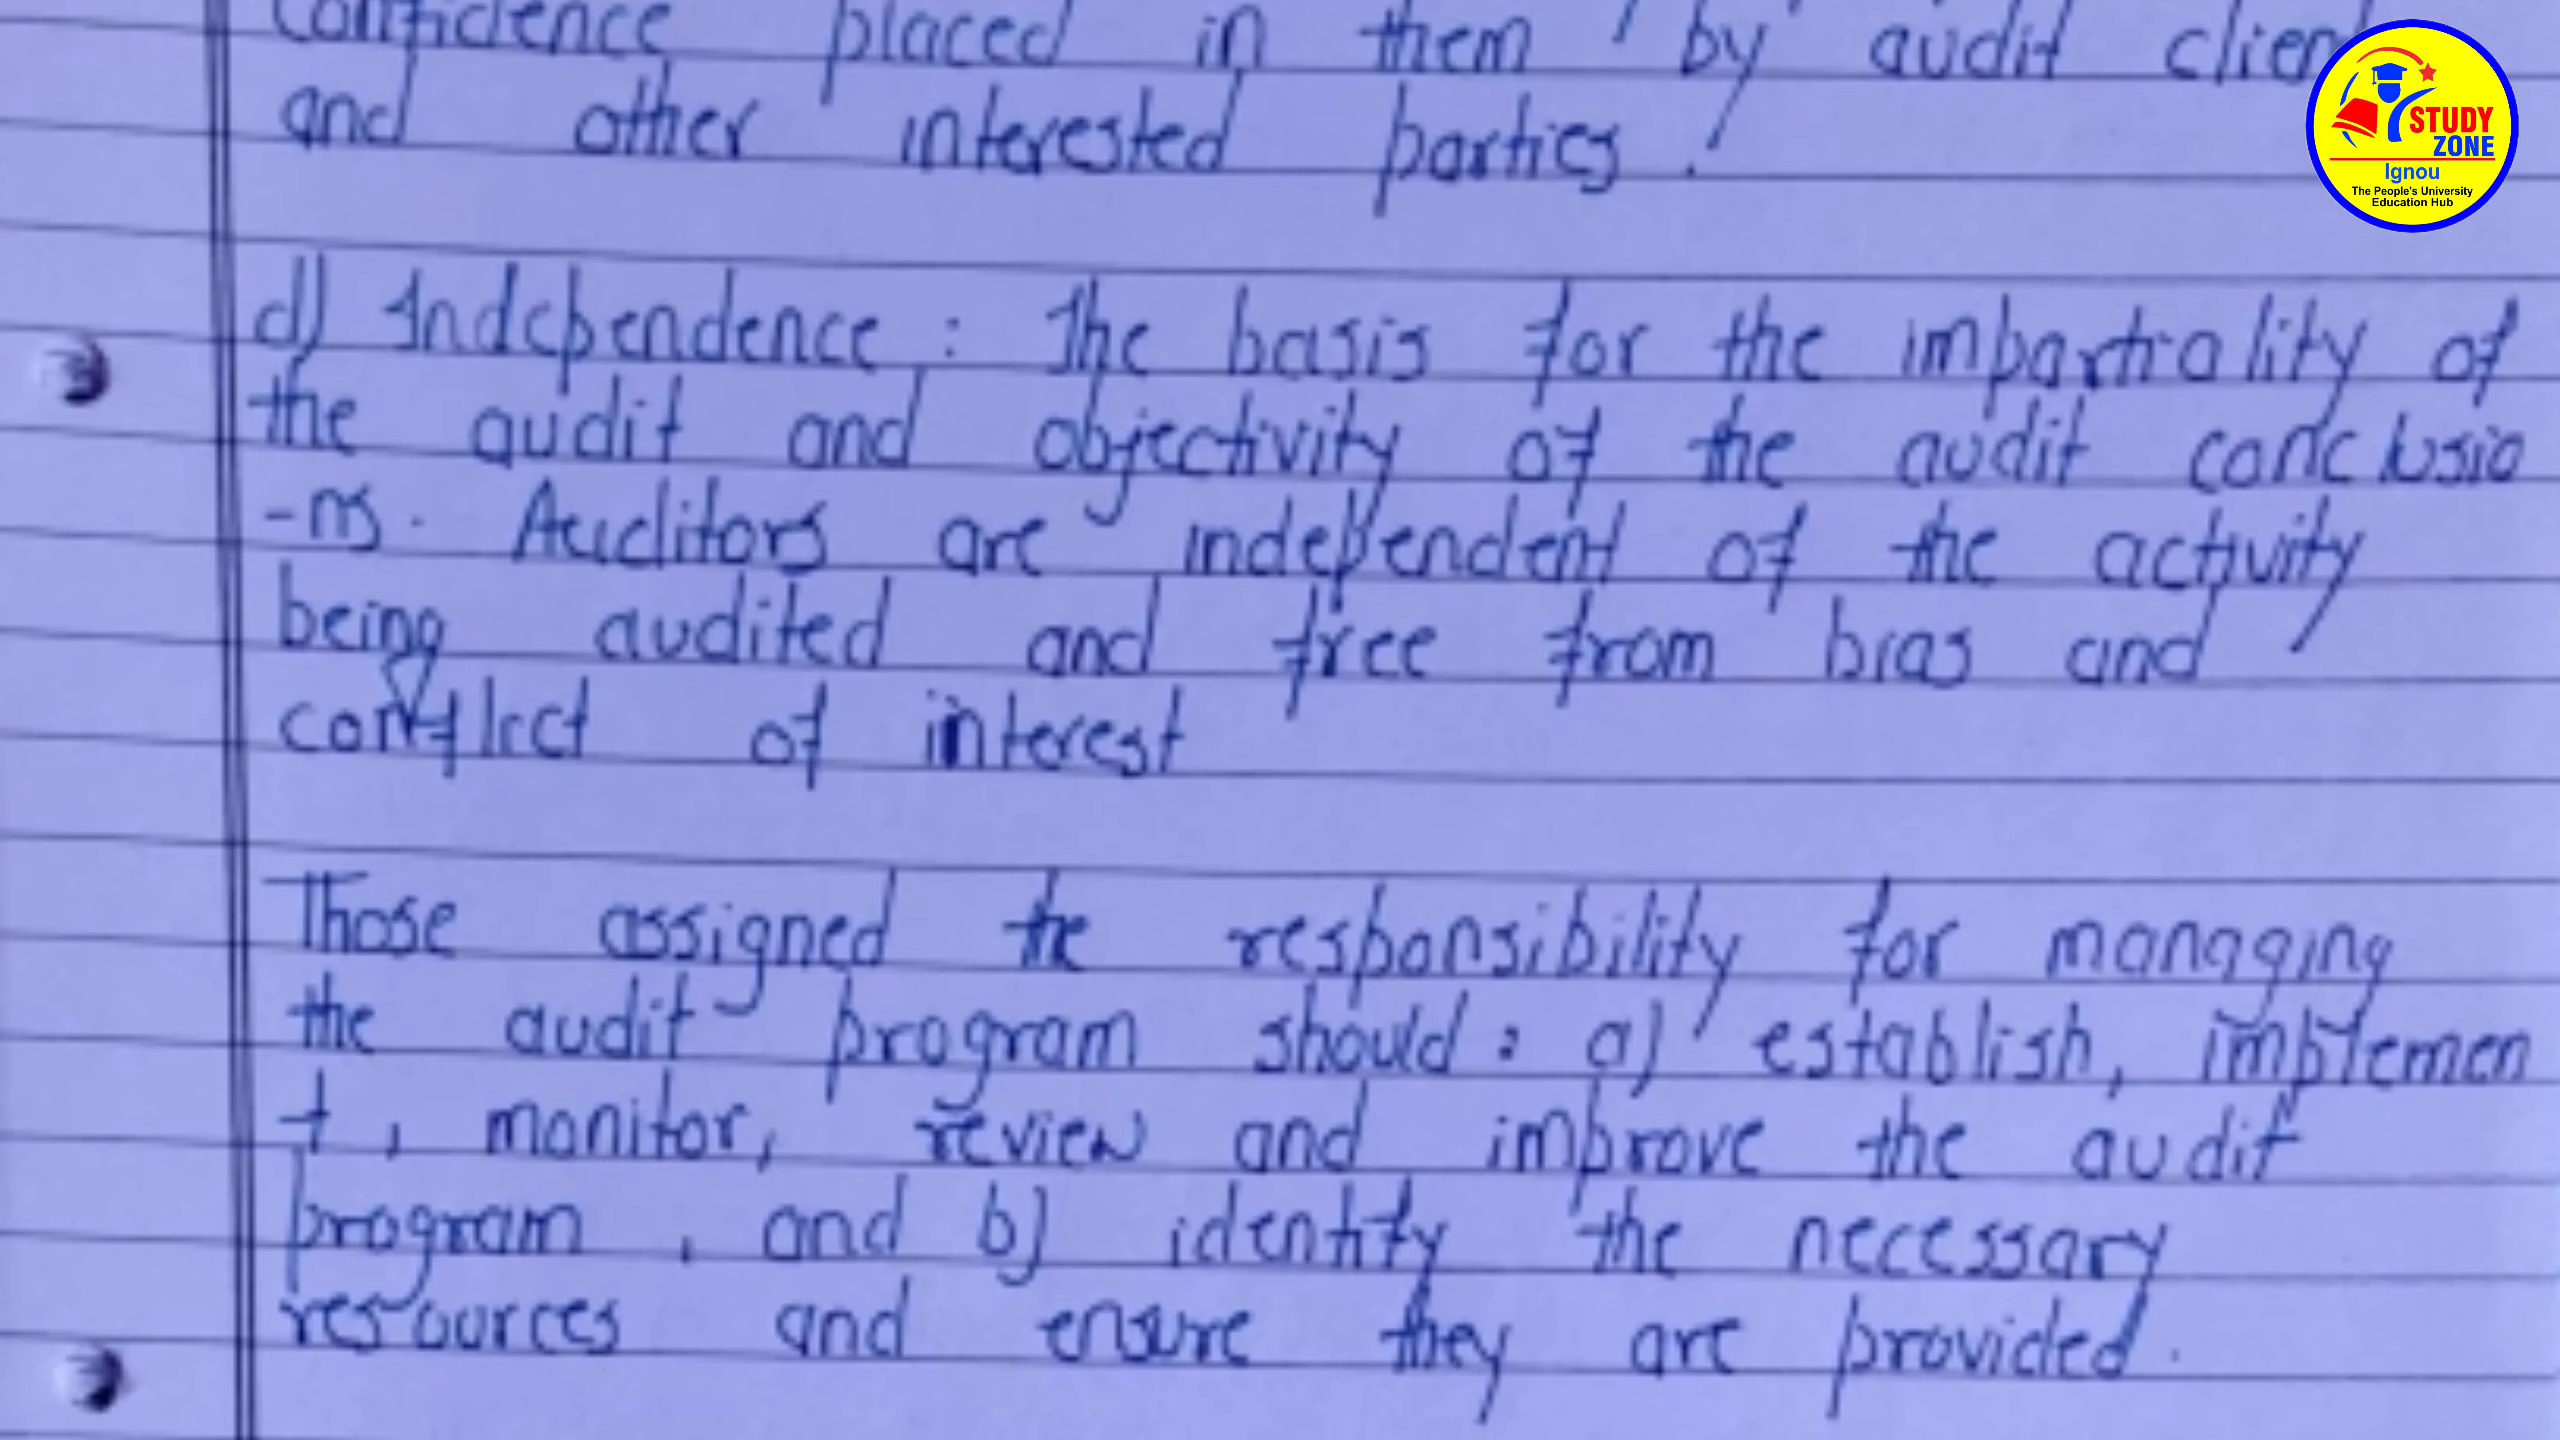 confidence placed in them by audit clien
and other interested parties.
d) Independence : The basis for the impartiality of
the audit and objectivity of the audit conclusio
-ns. Auditors are independent of the activity
being audited and free from bias and
conflict of interest
Those assigned the responsibility for managing
the audit program should : a) establish, implemen
t, monitor, review and improve the audit
program, and b) identify the necessary
resources and ensure they are provided.
STUDY
ZONE
Ignou
The People's University
Education Hub